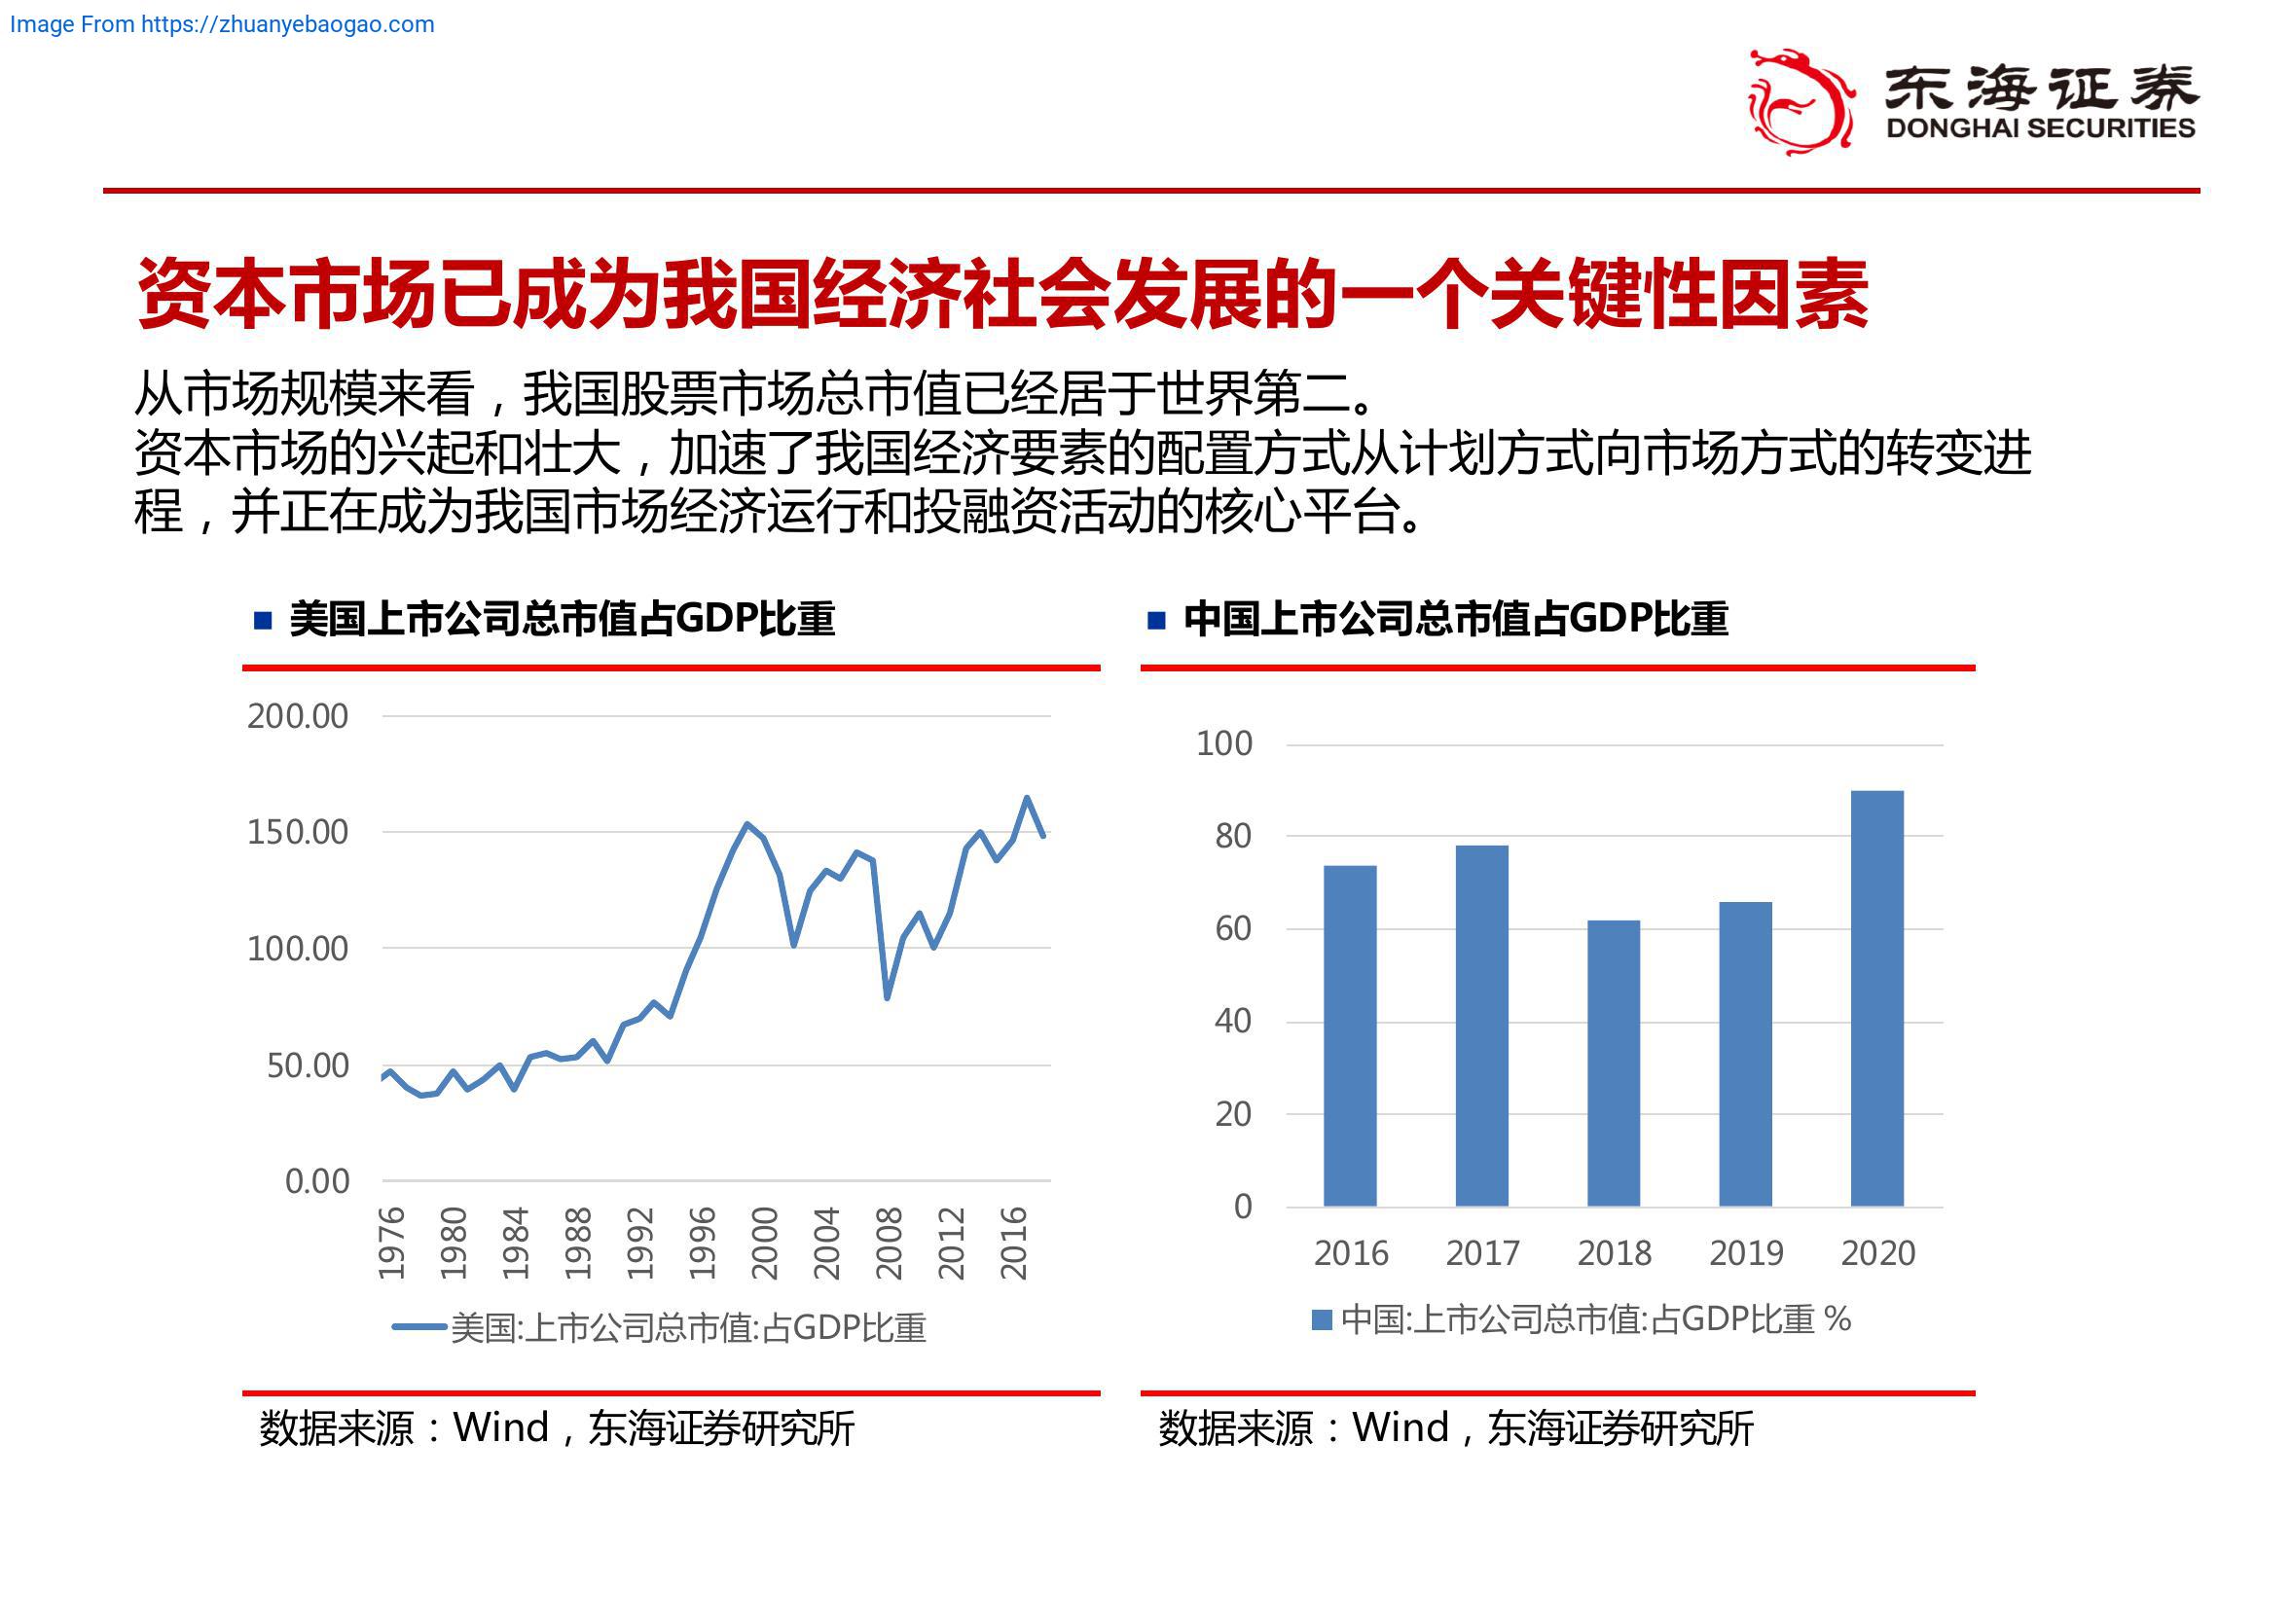 Image From https://zhuanyebaogao.com
东海证券
DONGHAI SECURITIES
资本市场已成为我国经济社会发展的一个关键性因素
从市场规模来看，我国股票市场总市值已经居于世界第二。
资本市场的兴起和壮大，加速了我国经济要素的配置方式从计划方式向市场方式的转变进
程，并正在成为我国市场经济运行和投融资活动的核心平台。
■ 美国上市公司总市值占GDP比重
200.00
150.00
100.00
50.00
0.00
1976 1980 1984 1988 1992 1996 2000 2004 2008 2012 2016
美国:上市公司总市值:占GDP比重
数据来源：Wind，东海证券研究所
■ 中国上市公司总市值占GDP比重
100
80
60
40
20
0
2016 2017 2018 2019 2020
中国:上市公司总市值:占GDP比重 %
数据来源：Wind，东海证券研究所